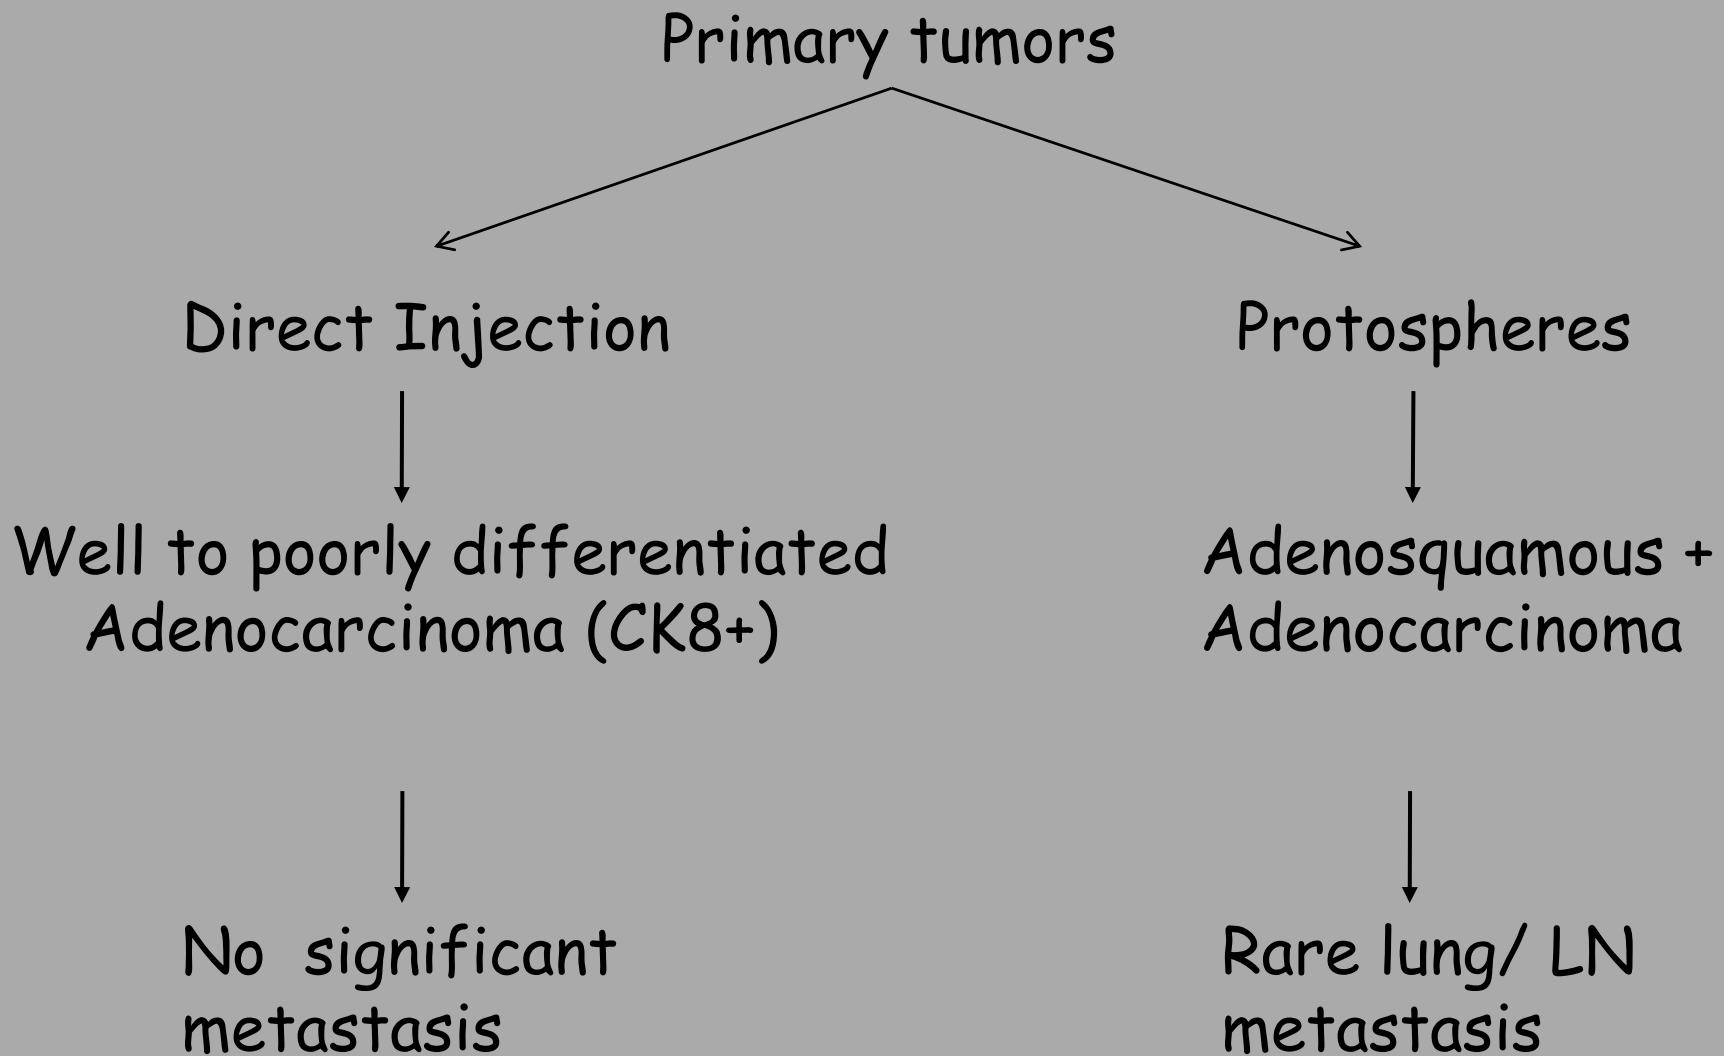 Primary tumors
Direct Injection
Protospheres
Well to poorly differentiated
Adenocarcinoma (CK8+)
Adenosquamous +
Adenocarcinoma
No significant
metastasis
Rare lung/ LN
metastasis